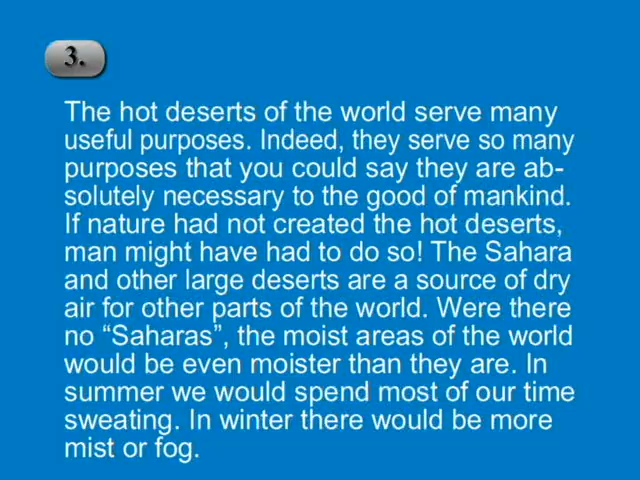 3.
The hot deserts of the world serve many
useful purposes. Indeed, they serve so many
purposes that you could say they are ab-
solutely necessary to the good of mankind.
If nature had not created the hot deserts,
man might have had to do so! The Sahara
and other large deserts are a source of dry
air for other parts of the world. Were there
no “Saharas”, the moist areas of the world
would be even moister than they are. In
summer we would spend most of our time
sweating. In winter there would be more
mist or fog.